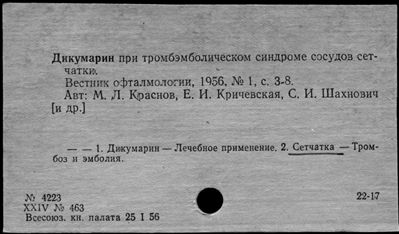 Дикумарин при тромбэмболическом синдроме сосудов сет-
чатки.
Вестник офталмологии, 1956, № 1, с. 3-8.
Авт: М. Л. Краснов, Е. И. Кричевская, С. И. Шахнович
[и др.]
— — 1. Дикумарин — Лечебное применение. 2. Сетчатка — Тром-
боз и эмболия.
№ 4223 22-17
XXIV № 463
Всесоюз. кн. палата 25 1 56